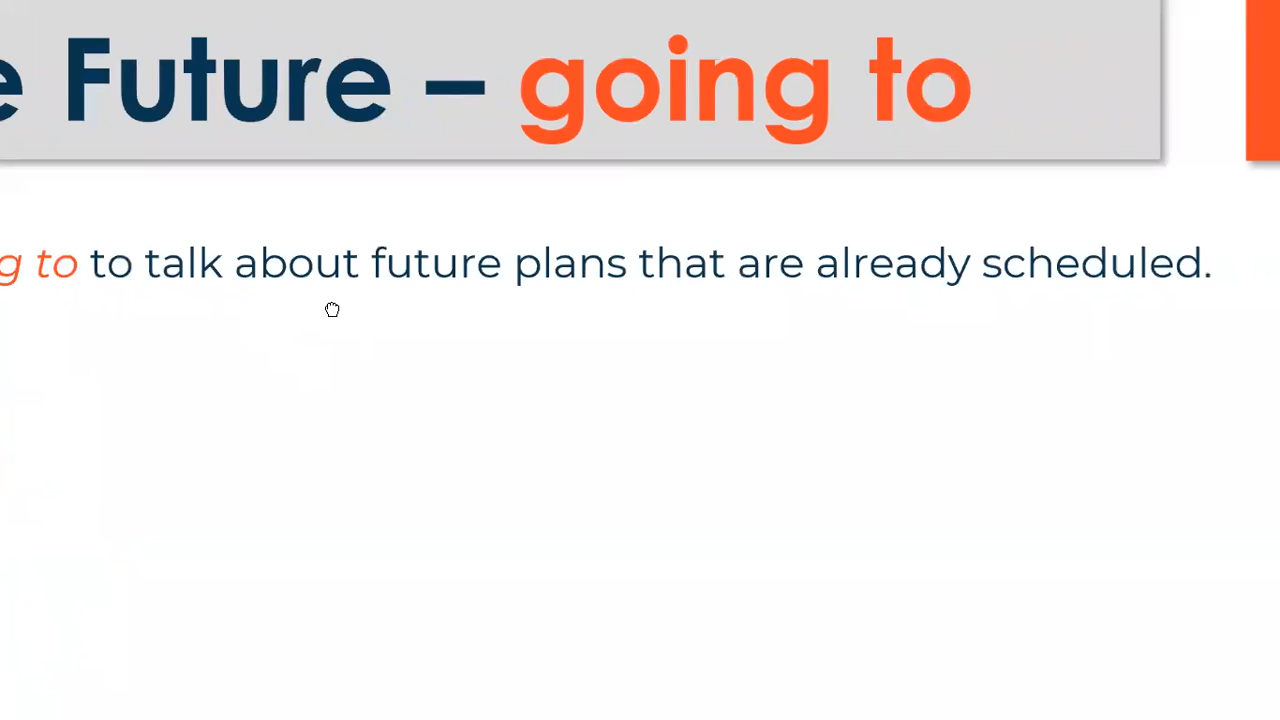 e Future – going to
g to to talk about future plans that are already scheduled.